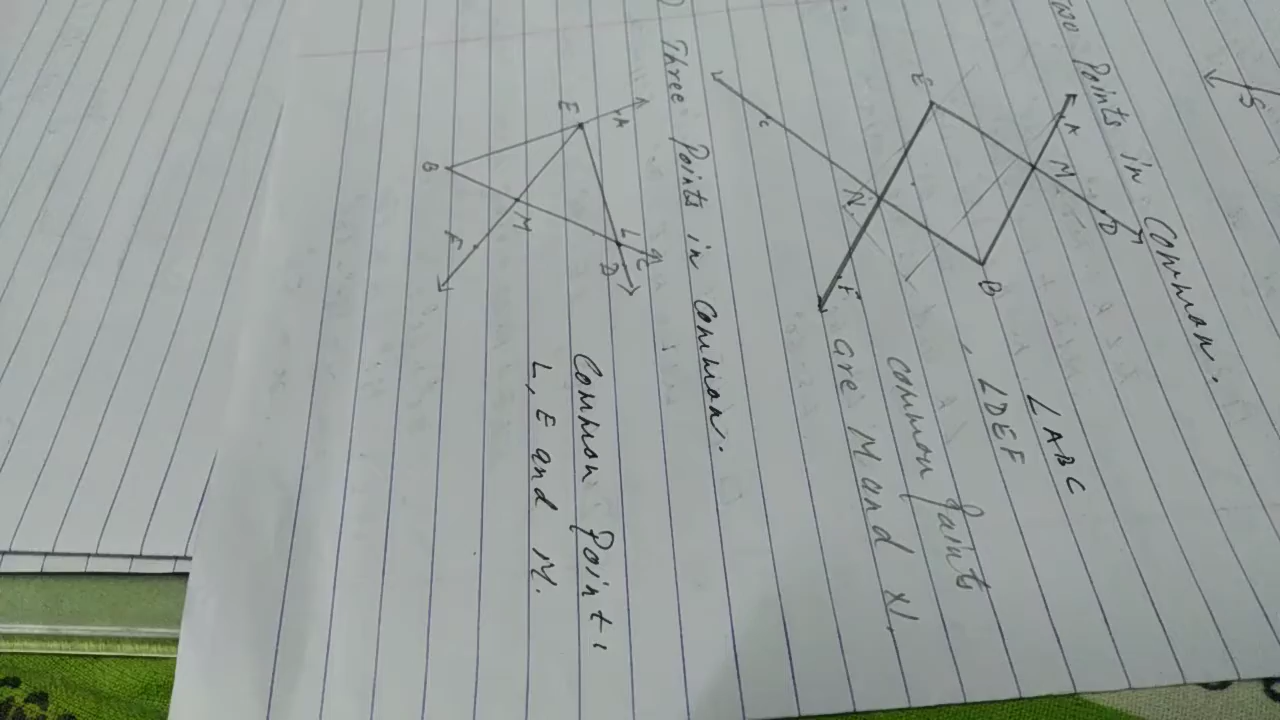 S
Two Points in Common.
A
M
D
E
B
N
C
F
∠ABC
∠DEF
common Points
are M and N.
Three Points in common.
A
E
L
C
D
B
M
F
Common Points
L, E and M.